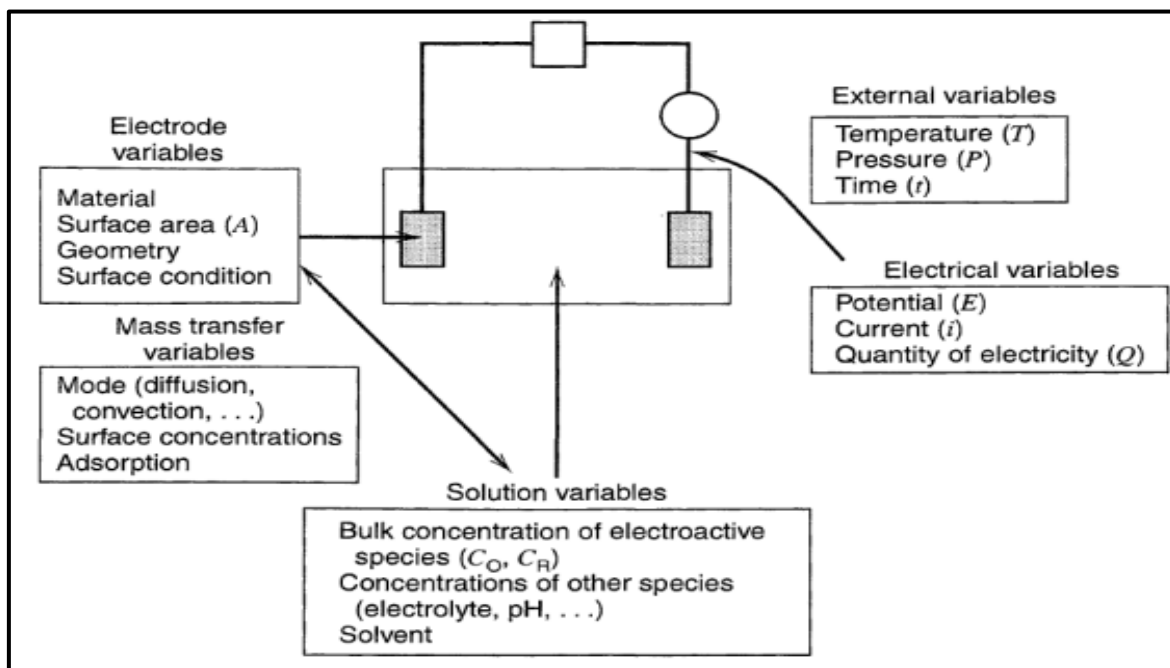 Electrode
variables
Material
Surface area (A)
Geometry
Surface condition
Mass transfer
variables
Mode (diffusion,
convection, . . .)
Surface concentrations
Adsorption
External variables
Temperature (T)
Pressure (P)
Time (t)
Electrical variables
Potential (E)
Current (i)
Quantity of electricity (Q)
Solution variables
Bulk concentration of electroactive
species (C_O, C_R)
Concentrations of other species
(electrolyte, pH, . . .)
Solvent